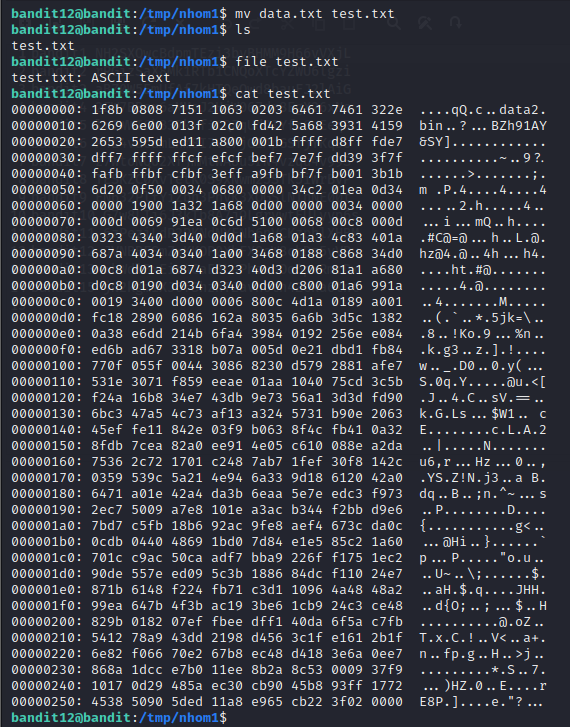 bandit12@bandit:/tmp/nhom1$ mv data.txt test.txt
bandit12@bandit:/tmp/nhom1$ ls
test.txt
bandit12@bandit:/tmp/nhom1$ file test.txt
test.txt: ASCII text
bandit12@bandit:/tmp/nhom1$ cat test.txt
00000000: 1f8b 0808 7151 1063 0203 6461 7461 322e  ....qQ.c..data2.
00000010: 6269 6e00 013f 02c0 fd42 5a68 3931 4159  bin..?...BZh91AY
00000020: 2653 595d ed11 a800 001b ffff d8ff fde7  &SY]............
00000030: dff7 ffff ffcf efcf bef7 7e7f dd39 3f7f  ..........~..9?.
00000040: fafb ffbf cfbf 3eff a9fb bf7f b001 3b1b  ......>.......;.
00000050: 6d20 0f50 0034 0680 0000 34c2 01ea 0d34  m .P.4....4....4
00000060: 0000 1900 1a32 1a68 0d00 0000 0034 0000  .....2.h.....4..
00000070: 000d 0069 91ea 0c6d 5100 0068 00c8 000d  ...i...mQ..h....
00000080: 0323 4340 3d40 0d0d 1a68 01a3 4c83 401a  .#C@=@...h..L.@.
00000090: 687a 4034 0340 1a00 3468 0188 c868 34d0  hz@4.@..4h...h4.
000000a0: 00c8 d01a 6874 d323 40d3 d206 81a1 a680  ....ht.#@.......
000000b0: d0c8 0190 d034 0340 0d00 c800 01a6 991a  .....4.@........
000000c0: 0019 3400 d000 0006 800c 4d1a 0189 a001  ..4.......M.....
000000d0: fc18 2890 6086 162a 8035 6a6b 3d5c 1382  ..(.`..*.5jk=\..
000000e0: 0a38 e6dd 214b 6fa4 3984 0192 256e e084  .8..!Ko.9...%n..
000000f0: ed6b ad67 3318 b07a 005d 0e21 dbd1 fb84  .k.g3..z.].!....
00000100: 770f 055f 0044 3086 8230 d579 2881 afe7  w.._.D0..0.y(...
00000110: 531e 3071 f859 eeae 01aa 1040 75cd 3c5b  S.0q.Y.....@u.<[
00000120: f24a 16b8 34e7 43db 9e73 56a1 3d3d fd90  .J..4.C..sV.==..
00000130: 6bc3 47a5 4c73 af13 a324 5731 b90e 2063  k.G.Ls...$W1.. c
00000140: 45ef fe11 842e 03f9 b063 8f4c fb41 0a32  E........c.L.A.2
00000150: 8fdb 7cea 82a0 ee91 4e05 c610 088e a2da  ..|.....N.......
00000160: 7536 2c72 1701 c248 7ab7 1fef 30f8 142c  u6,r...Hz...0..,
00000170: 0359 539c 5a21 4e94 6a33 9d18 6120 42a0  .YS.Z!N.j3..a B.
00000180: 6471 a01e 42a4 da3b 6eaa 5e7e edc3 f973  dq..B..;n.^~...s
00000190: 2ec7 5009 a7e8 101e a3ac b344 f2bb d9e6  ..P........D....
000001a0: 7bd7 c5fb 18b6 92ac 9fe8 aef4 673c da0c  {...........g<..
000001b0: 0cdb 0440 4869 1bd0 7d84 e1e5 85c2 1a60  ...@Hi..}......`
000001c0: 701c c9ac 50ca adf7 bba9 226f f175 1ec2  p...P....."o.u..
000001d0: 90de 557e ed09 5c3b 1886 84dc f110 24e7  ..U~..\;......$.
000001e0: 871b 6148 f224 fb71 c3d1 1096 4a48 48a2  ..aH.$.q....JHH.
000001f0: 99ea 647b 4f3b ac19 3be6 1cb9 24c3 ce48  ..d{O;..;...$..H
00000200: 829b 0182 07ef fbee dff1 40da 6f5a c7fb  ..........@.oZ..
00000210: 5412 78a9 43dd 2198 d456 3c1f e161 2b1f  T.x.C.!..V<..a+.
00000220: 6e82 f066 70e2 67b8 ec48 d418 3e6a 0ee7  n..fp.g..H..>j..
00000230: 868a 1dcc e7b0 11ee 8b2a 8c53 0009 37f9  .........*.S..7.
00000240: 1017 0d29 485a ec30 cb90 45b8 93ff 1772  ...)HZ.0..E....r
00000250: 4538 5090 5ded 11a8 e965 cb22 3f02 0000  E8P.]....e."?...
bandit12@bandit:/tmp/nhom1$